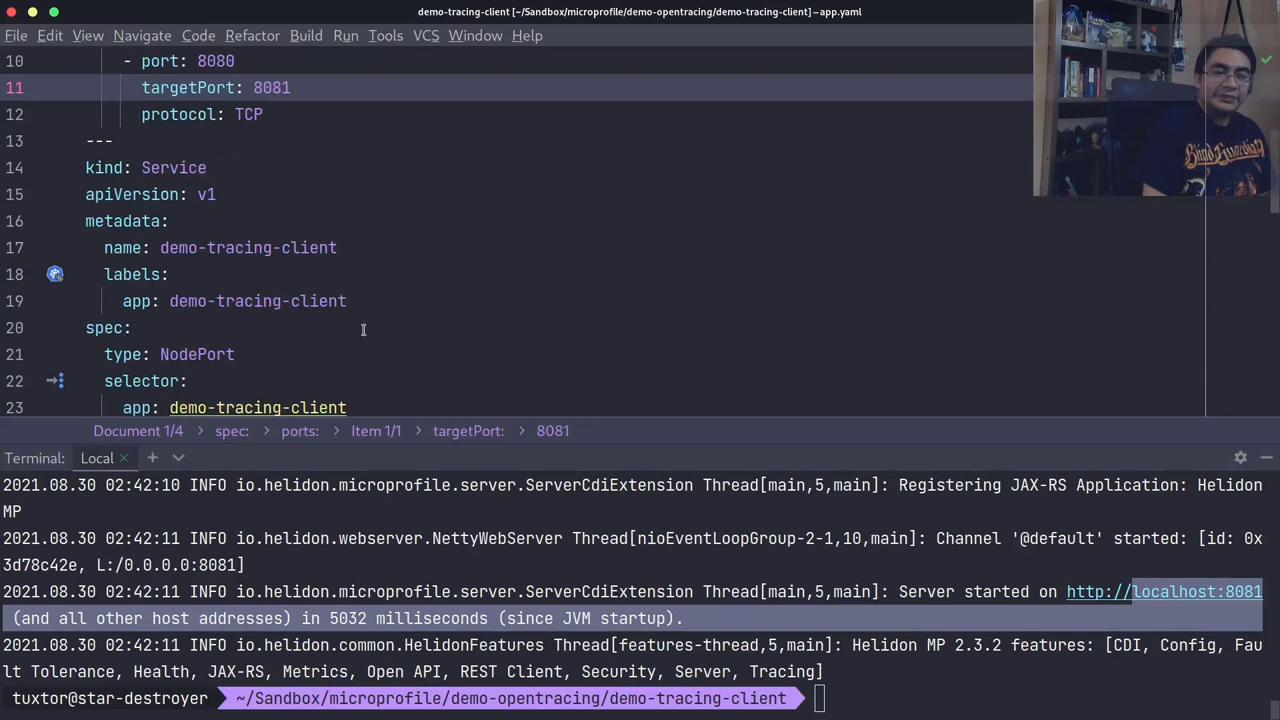 demo-tracing-client [~/Sandbox/microprofile/demo-opentracing/demo-tracing-client] – app.yaml
File Edit View Navigate Code Refactor Build Run Tools VCS Window Help
10 - port: 8080
11 targetPort: 8081
12 protocol: TCP
13 ---
14 kind: Service
15 apiVersion: v1
16 metadata:
17 name: demo-tracing-client
18 labels:
19 app: demo-tracing-client
20 spec:
21 type: NodePort
22 selector:
23 app: demo-tracing-client
Blind Guardian
Document 1/4 › spec: › ports: › Item 1/1 › targetPort: › 8081
Terminal: Local × +
2021.08.30 02:42:10 INFO io.helidon.microprofile.server.ServerCdiExtension Thread[main,5,main]: Registering JAX-RS Application: Helidon
MP
2021.08.30 02:42:11 INFO io.helidon.webserver.NettyWebServer Thread[nioEventLoopGroup-2-1,10,main]: Channel '@default' started: [id: 0x
3d78c42e, L:/0.0.0.0:8081]
2021.08.30 02:42:11 INFO io.helidon.microprofile.server.ServerCdiExtension Thread[main,5,main]: Server started on http://localhost:8081
(and all other host addresses) in 5032 milliseconds (since JVM startup).
2021.08.30 02:42:11 INFO io.helidon.common.HelidonFeatures Thread[features-thread,5,main]: Helidon MP 2.3.2 features: [CDI, Config, Fau
lt Tolerance, Health, JAX-RS, Metrics, Open API, REST Client, Security, Server, Tracing]
tuxtor@star-destroyer ~/Sandbox/microprofile/demo-opentracing/demo-tracing-client